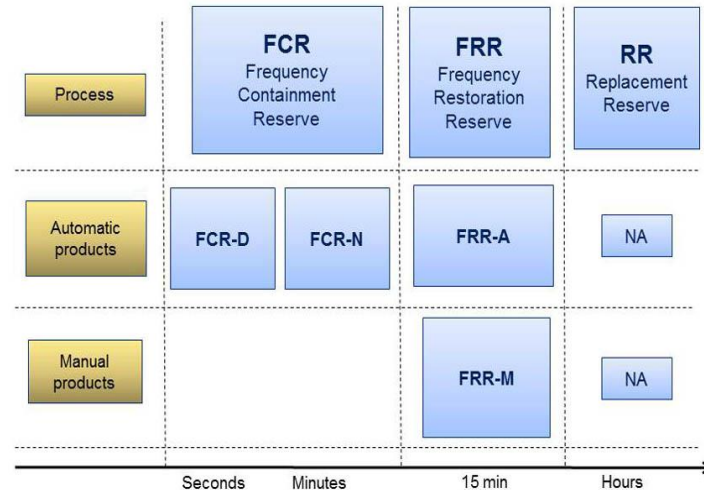 FCR
Frequency
Containment
Reserve
FRR
Frequency
Restoration
Reserve
RR
Replacement
Reserve
Process
Automatic
products
FCR-D
FCR-N
FRR-A
NA
Manual
products
FRR-M
NA
Seconds
Minutes
15 min
Hours